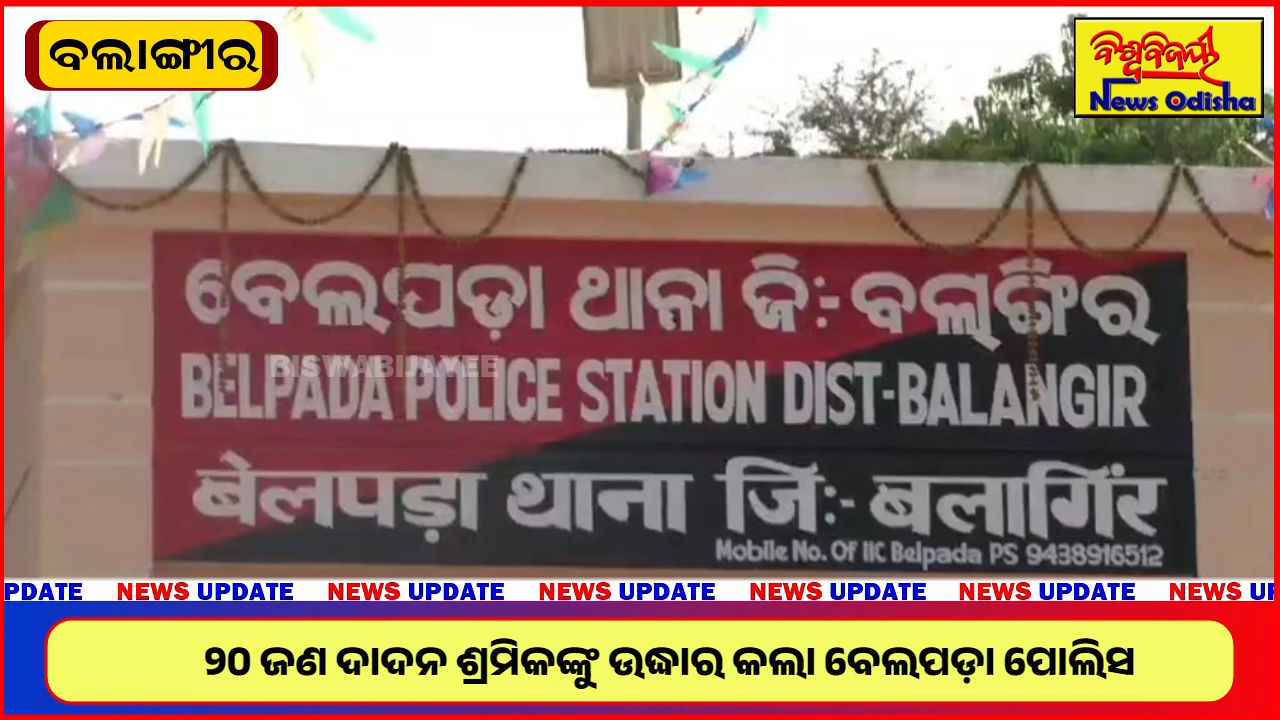 ବଲାଙ୍ଗୀର
ବିଶ୍ୱବିଜୟୀ
News Odisha
ବେଲପଡ଼ା ଥାନା ଜି:- ବଲାଙ୍ଗିର
BISWABIJAYEE
BELPADA POLICE STATION DIST-BALANGIR
बेलपड़ा थाना जि:- बलागिंर
Mobile No. Of IIC Belpada PS 9438916512
PDATE NEWS UPDATE NEWS UPDATE NEWS UPDATE NEWS UPDATE NEWS UPDATE NEWS UP
୨୦ ଜଣ ଦାଦନ ଶ୍ରମିକଙ୍କୁ ଉଦ୍ଧାର କଲା ବେଲପଡ଼ା ପୋଲିସ